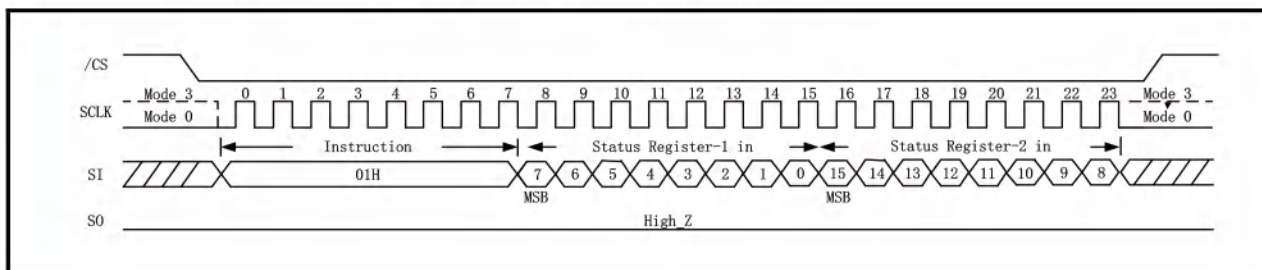 /CS
Mode 3 0 1 2 3 4 5 6 7 8 9 10 11 12 13 14 15 16 17 18 19 20 21 22 23 Mode 3
SCLK
Mode 0 Mode 0
Instruction Status Register-1 in Status Register-2 in
SI 01H 7 6 5 4 3 2 1 0 15 14 13 12 11 10 9 8
MSB MSB
SO High_Z